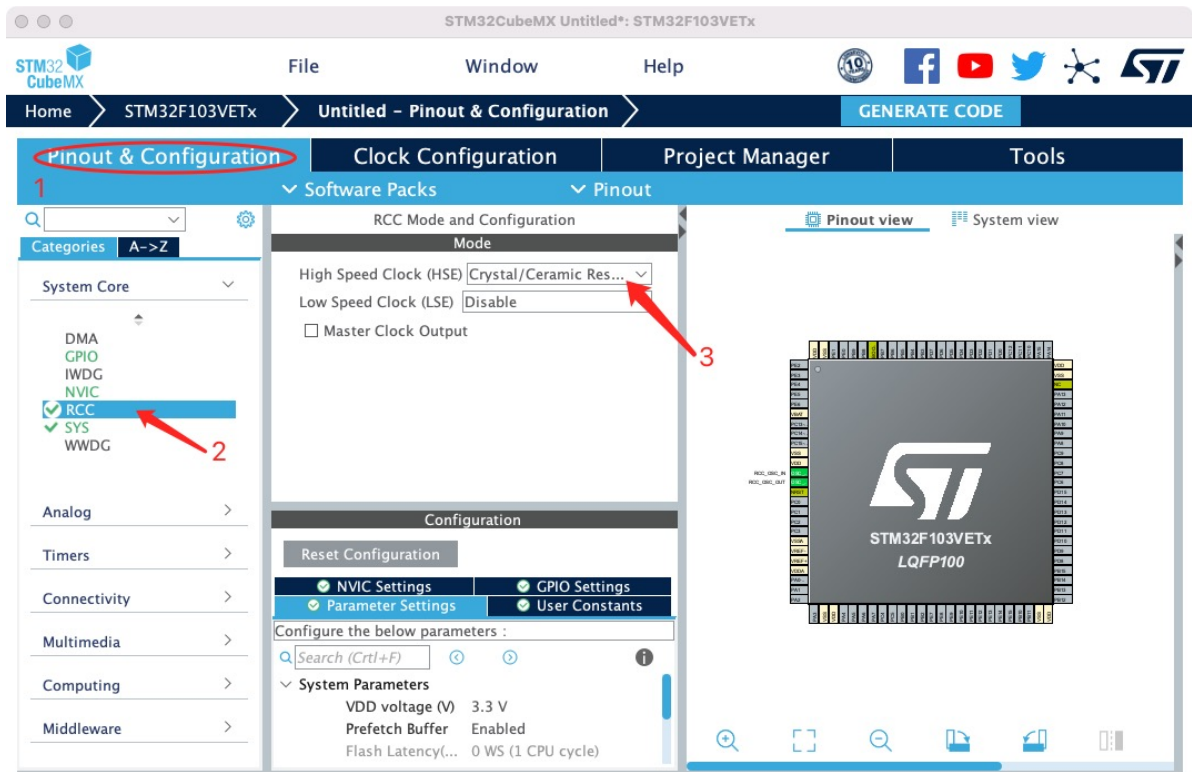 STM32CubeMX Untitled*: STM32F103VETx
STM32 CubeMX
File Window Help
10
Home STM32F103VETx Untitled – Pinout & Configuration GENERATE CODE
Pinout & Configuration Clock Configuration Project Manager Tools
1
Software Packs Pinout
RCC Mode and Configuration
Pinout view System view
Categories A->Z
Mode
System Core
High Speed Clock (HSE) Crystal/Ceramic Res...
Low Speed Clock (LSE) Disable
Master Clock Output
3
DMA
GPIO
IWDG
NVIC
RCC
SYS
WWDG
2
RCC_OSC_IN
RCC_OSC_OUT
ST
STM32F103VETx
LQFP100
Analog
Timers
Connectivity
Multimedia
Computing
Middleware
Configuration
Reset Configuration
NVIC Settings GPIO Settings
Parameter Settings User Constants
Configure the below parameters :
Search (Crtl+F)
System Parameters
VDD voltage (V) 3.3 V
Prefetch Buffer Enabled
Flash Latency(... 0 WS (1 CPU cycle)